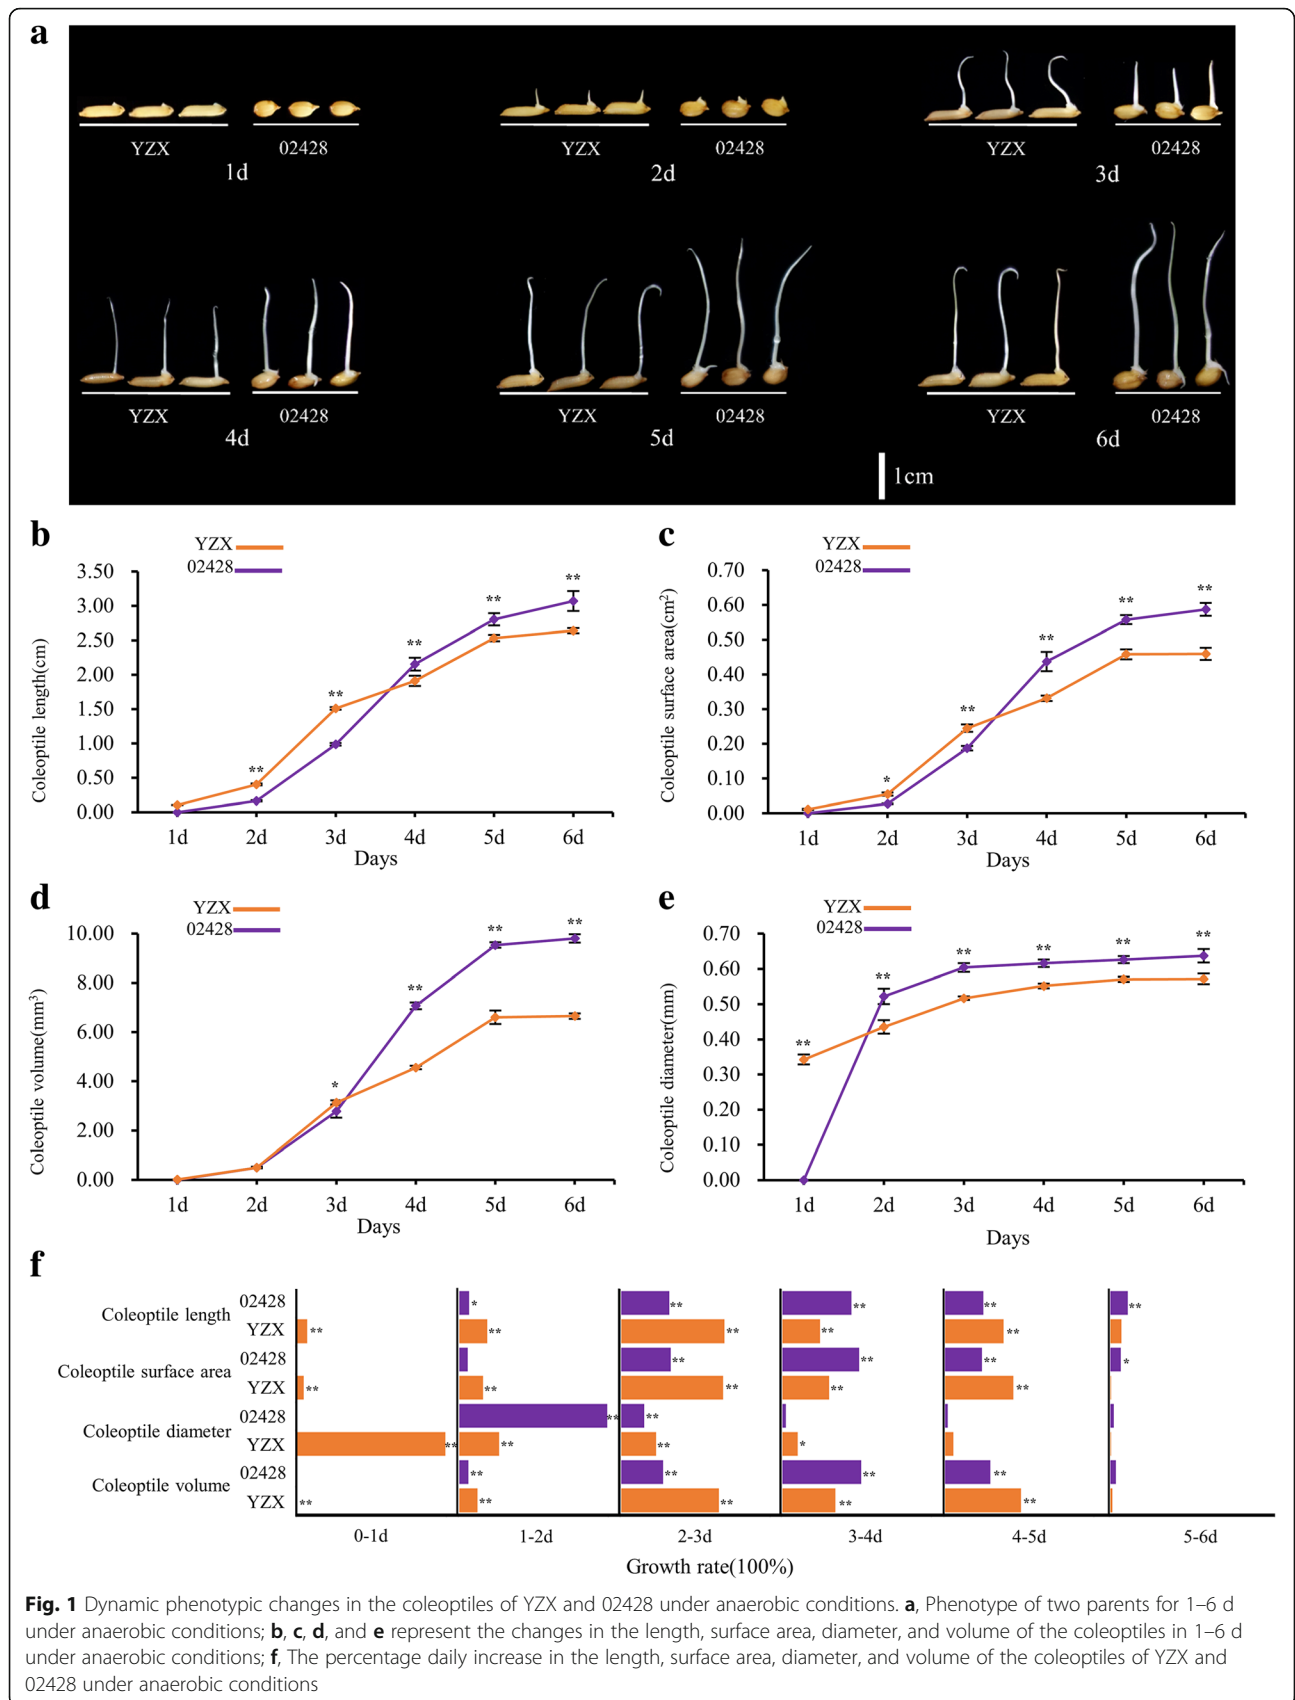 a
YZX 02428
1d
YZX 02428
2d
YZX 02428
3d
YZX 02428
4d
YZX 02428
5d
YZX 02428
6d
1cm
b
YZX
02428
3.50
3.00
2.50
2.00
1.50
1.00
0.50
0.00
Coleoptile length(cm)
** ** ** ** **
1d 2d 3d 4d 5d 6d
Days
c
YZX
02428
0.70
0.60
0.50
0.40
0.30
0.20
0.10
0.00
Coleoptile surface area(cm²)
* ** ** ** **
1d 2d 3d 4d 5d 6d
Days
d
YZX
02428
10.00
8.00
6.00
4.00
2.00
0.00
Coleoptile volume(mm³)
* ** ** **
1d 2d 3d 4d 5d 6d
Days
e
YZX
02428
0.70
0.60
0.50
0.40
0.30
0.20
0.10
0.00
Coleoptile diameter(mm)
** ** ** ** ** **
1d 2d 3d 4d 5d 6d
Days
f
Coleoptile length
02428 * ** ** ** **
YZX ** ** ** ** **
Coleoptile surface area
02428 ** ** ** *
YZX ** ** ** ** **
Coleoptile diameter
02428 ** **
YZX ** ** ** *
Coleoptile volume
02428 ** ** ** **
YZX ** ** ** ** **
0-1d 1-2d 2-3d 3-4d 4-5d 5-6d
Growth rate(100%)
Fig. 1 Dynamic phenotypic changes in the coleoptiles of YZX and 02428 under anaerobic conditions. a, Phenotype of two parents for 1–6 d
under anaerobic conditions; b, c, d, and e represent the changes in the length, surface area, diameter, and volume of the coleoptiles in 1–6 d
under anaerobic conditions; f, The percentage daily increase in the length, surface area, diameter, and volume of the coleoptiles of YZX and
02428 under anaerobic conditions